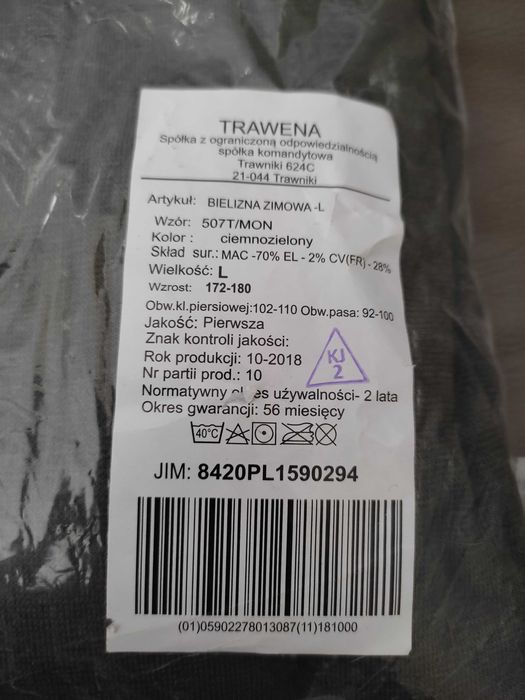 TRAWENA
Spółka z ograniczoną odpowiedzialnością
spółka komandytowa
Trawniki 624C
21-044 Trawniki
Artykuł: BIELIZNA ZIMOWA -L
Wzór: 507T/MON
Kolor : ciemnozielony
Skład sur.: MAC -70% EL - 2% CV(FR) - 28%
Wielkość: L
Wzrost: 172-180
Obw.kl.piersiowej:102-110 Obw.pasa: 92-100
Jakość: Pierwsza
Znak kontroli jakości:
KJ
2
Rok produkcji: 10-2018
Nr partii prod.: 10
Normatywny używalności- 2 lata
Okres gwarancji: 56 miesięcy
40°C
JIM: 8420PL1590294
(01)05902278013087(11)181000